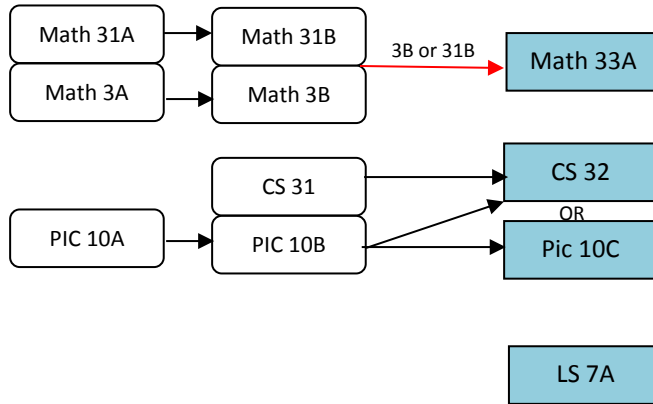 Math 31A
Math 31B
3B or 31B
Math 33A
Math 3A
Math 3B
CS 31
CS 32
OR
PIC 10A
PIC 10B
Pic 10C
LS 7A